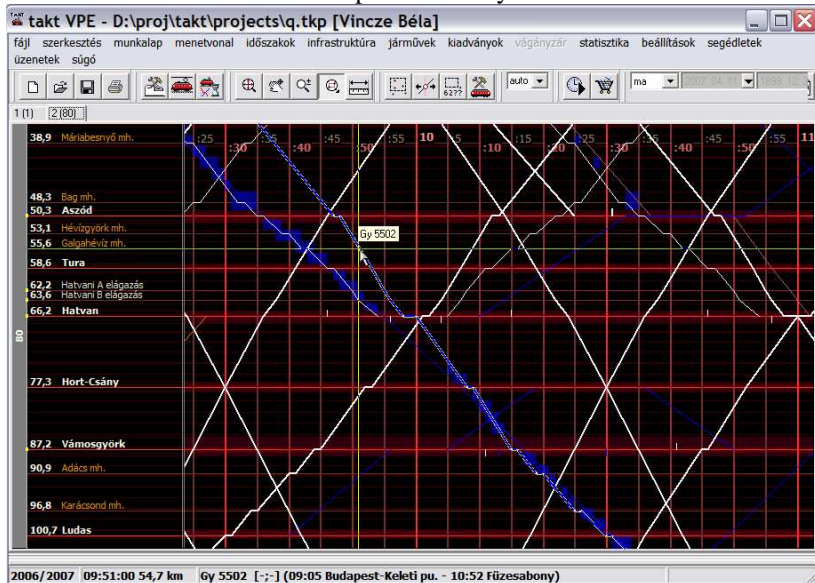 takt VPE - D:\proj\takt\projects\q.tkp [Vincze Béla]
fájl szerkesztés munkalap menetvonal időszakok infrastruktúra járművek kiadványok vágányzár statisztika beállítások segédletek
üzenetek súgó
auto ma 2007. 04. 11
1 (1) 2 (80)
38,9 Máriabesnyő mh. :25 :30 :35 :40 :45 :50 :55 10 :5 :10 :15 :20 :25 :30 :35 :40 :45 :50 :55 11
48,3 Bag mh.
50,3 Aszód
53,1 Hévízgyörk mh.
Gy 5502
55,6 Galgahévíz mh.
58,6 Tura
62,2 Hatvani A elágazás
63,6 Hatvani B elágazás
66,2 Hatvan
80
77,3 Hort-Csány
87,2 Vámosgyörk
90,9 Adács mh.
96,8 Karácsond mh.
100,7 Ludas
2006/2007 09:51:00 54,7 km Gy 5502 [-;-] (09:05 Budapest-Keleti pu. - 10:52 Füzesabony)